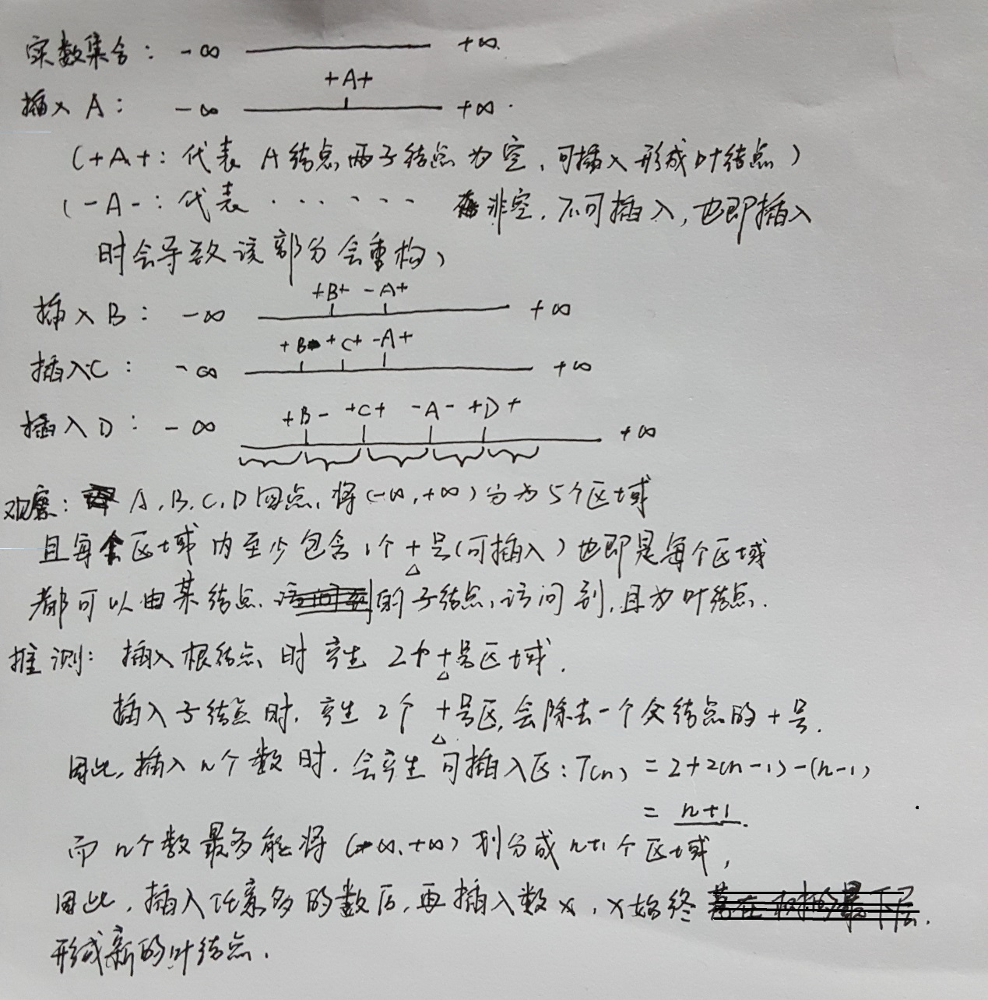 实数集合: -∞ +∞
+A+
插入A: -∞ +∞
(+A+: 代表 A结点两子结点为空,可插入形成叶结点)
(-A-: 代表 ······ 非空,不可插入,也即插入
时会导致该部分会重构)
+B+ -A+
插入B: -∞ +∞
+B +C+ -A+
插入C: -∞ +∞
+B- +C+ -A- +D+
插入D: -∞ +∞
观察: A,B,C,D四点,将(-∞,+∞)分为5个区域
且每个区域内至少包含1个+号(可插入)也即是每个区域
都可以由某结点的子结点,访问到,且为叶结点.
推测: 插入根结点时产生2个+号区域.
插入子结点时,产生2个+号区,会除去一个父结点的+号.
因此,插入n个数时,会产生可插入区:T(n) = 2+2(n-1)-(n-1)
= n+1.
而n个数最多能将(-∞,+∞)划分成n+1个区域,
因此,插入任意多的数后,再插入数x,x始终
形成新的叶结点.